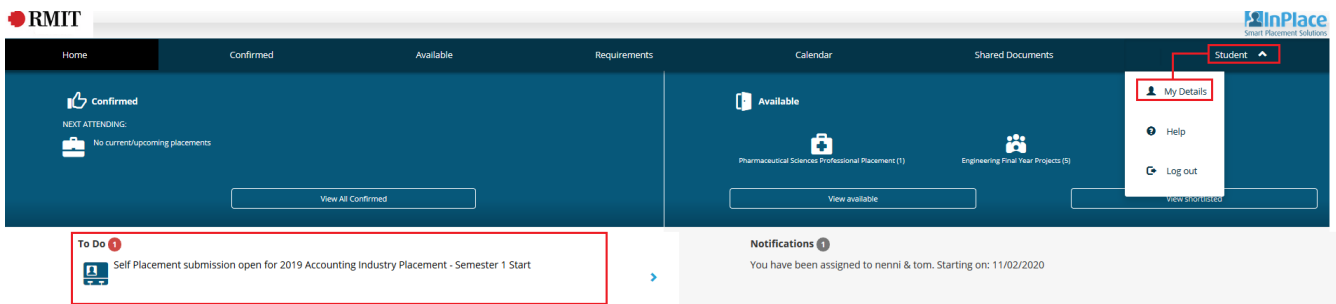 RMIT
InPlace
Smart Placement Solutions
Home
Confirmed
Available
Requirements
Calendar
Shared Documents
Student
My Details
Help
Log out
Confirmed
NEXT ATTENDING:
No current/upcoming placements
View All Confirmed
Available
Pharmaceutical Sciences Professional Placement (1)
Engineering Final Year Projects (5)
View available
View shortlisted
To Do 1
Self Placement submission open for 2019 Accounting Industry Placement - Semester 1 Start
Notifications 1
You have been assigned to nenni & tom. Starting on: 11/02/2020